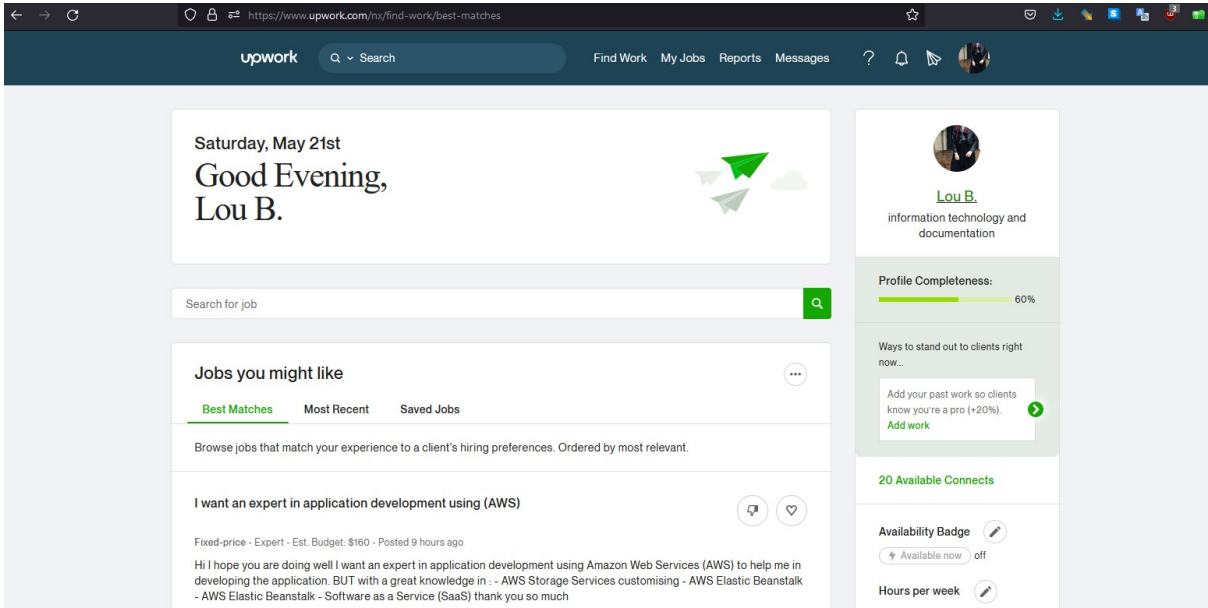 https://www.upwork.com/nx/find-work/best-matches
S
3
upwork
Search
Find Work My Jobs Reports Messages
?
Saturday, May 21st
Good Evening,
Lou B.
Search for job
Jobs you might like
Best Matches Most Recent Saved Jobs
Browse jobs that match your experience to a client's hiring preferences. Ordered by most relevant.
I want an expert in application development using (AWS)
Fixed-price - Expert - Est. Budget: $160 - Posted 9 hours ago
Hi I hope you are doing well I want an expert in application development using Amazon Web Services (AWS) to help me in
developing the application. BUT with a great knowledge in : - AWS Storage Services customising - AWS Elastic Beanstalk
- AWS Elastic Beanstalk - Software as a Service (SaaS) thank you so much
Lou B.
information technology and
documentation
Profile Completeness:
60%
Ways to stand out to clients right
now...
Add your past work so clients
know you're a pro (+20%).
Add work
20 Available Connects
Availability Badge
Available now off
Hours per week